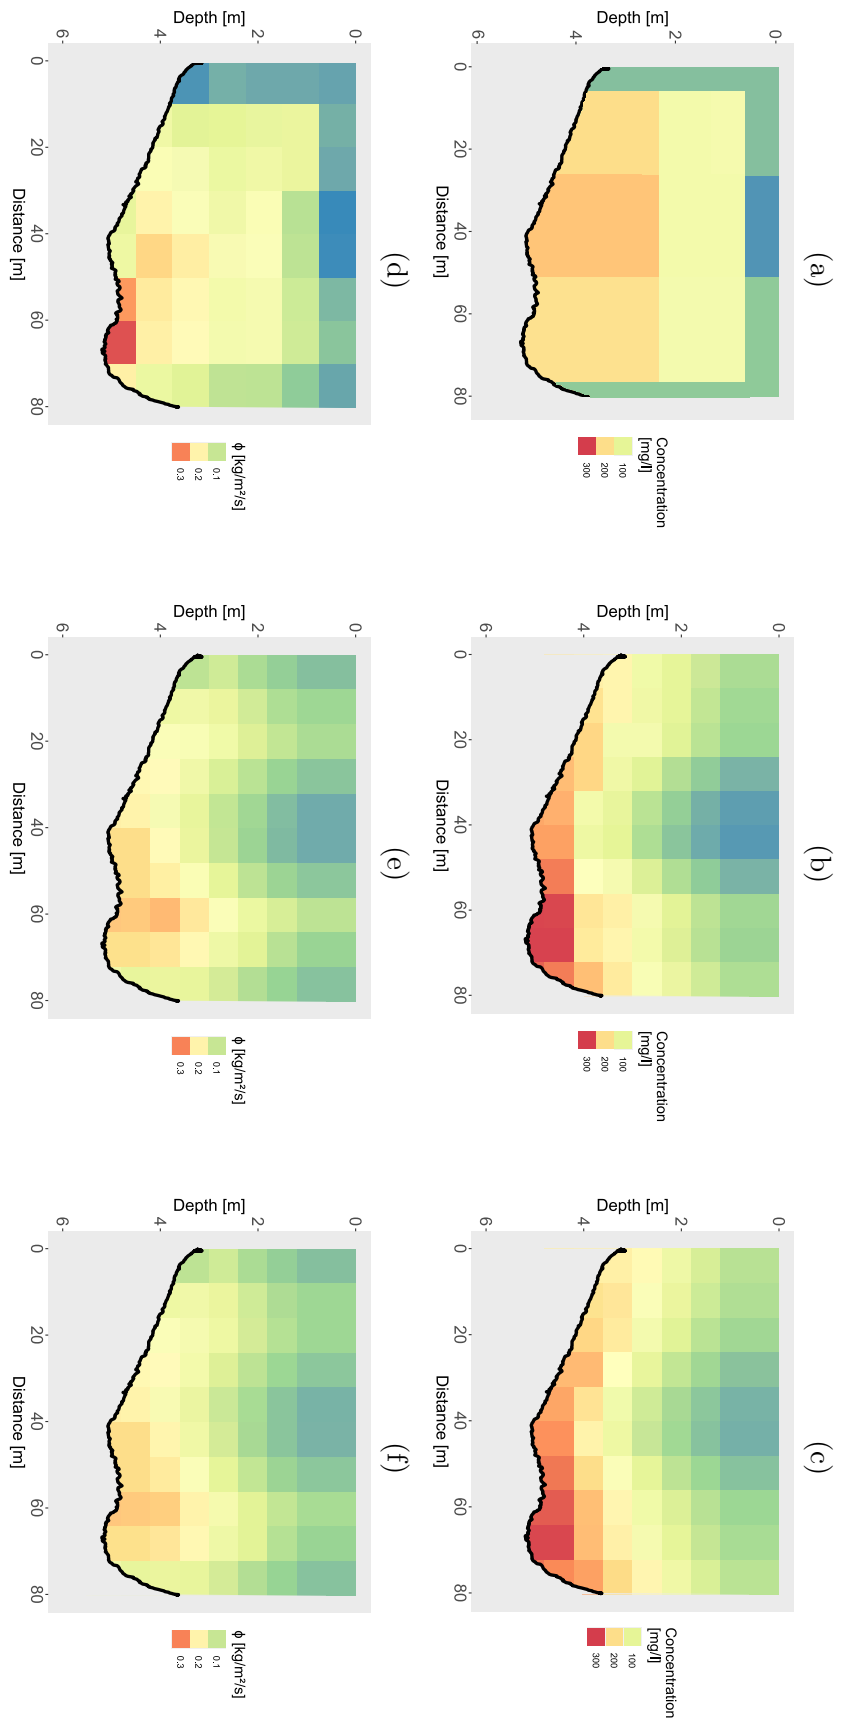 (a)
Depth [m]
0
2
4
6
0
20
40
60
80
Distance [m]
Concentration
[mg/l]
100
200
300
(b)
Depth [m]
0
2
4
6
0
20
40
60
80
Distance [m]
Concentration
[mg/l]
100
200
300
(c)
Depth [m]
0
2
4
6
0
20
40
60
80
Distance [m]
Concentration
[mg/l]
100
200
300
(d)
Depth [m]
0
2
4
6
0
20
40
60
80
Distance [m]
ϕ [kg/m²/s]
0.1
0.2
0.3
(e)
Depth [m]
0
2
4
6
0
20
40
60
80
Distance [m]
ϕ [kg/m²/s]
0.1
0.2
0.3
(f)
Depth [m]
0
2
4
6
0
20
40
60
80
Distance [m]
ϕ [kg/m²/s]
0.1
0.2
0.3